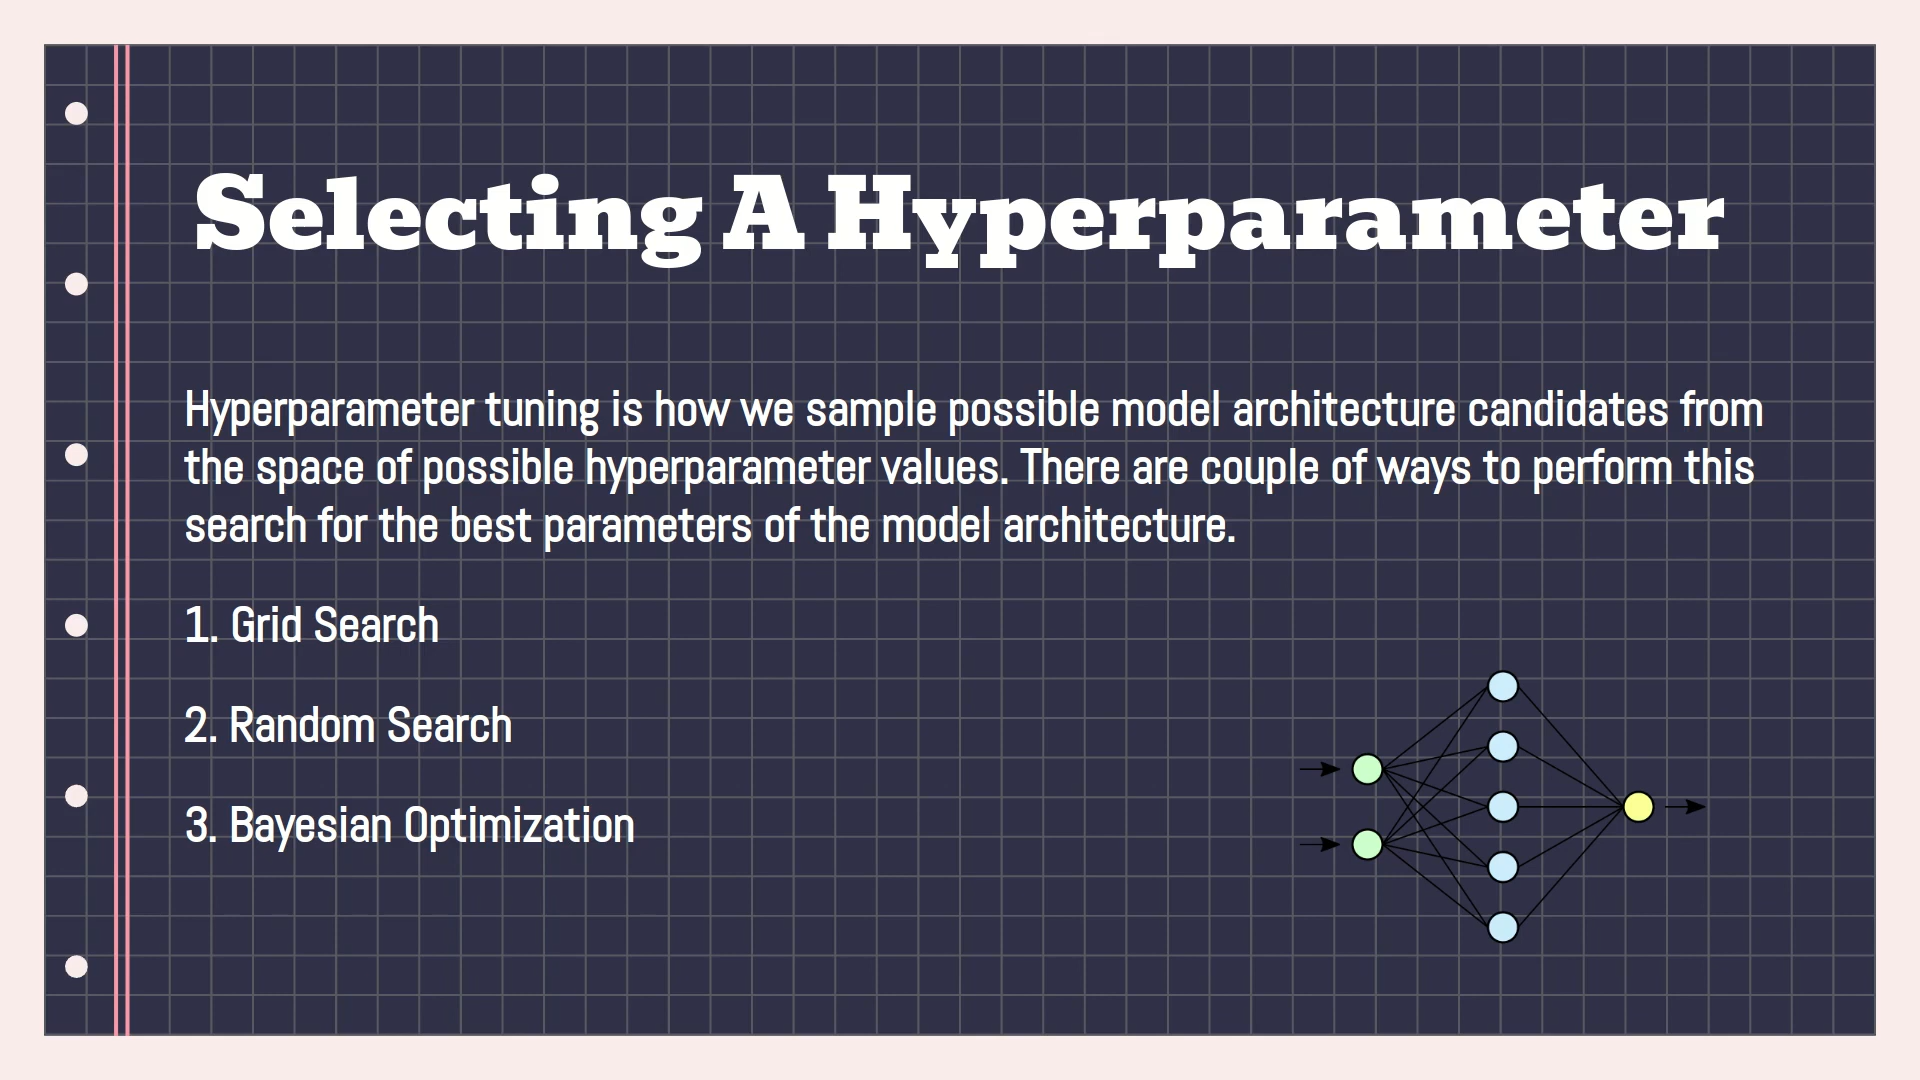 Selecting A Hyperparameter
Hyperparameter tuning is how we sample possible model architecture candidates from
the space of possible hyperparameter values. There are couple of ways to perform this
search for the best parameters of the model architecture.
1. Grid Search
2. Random Search
3. Bayesian Optimization